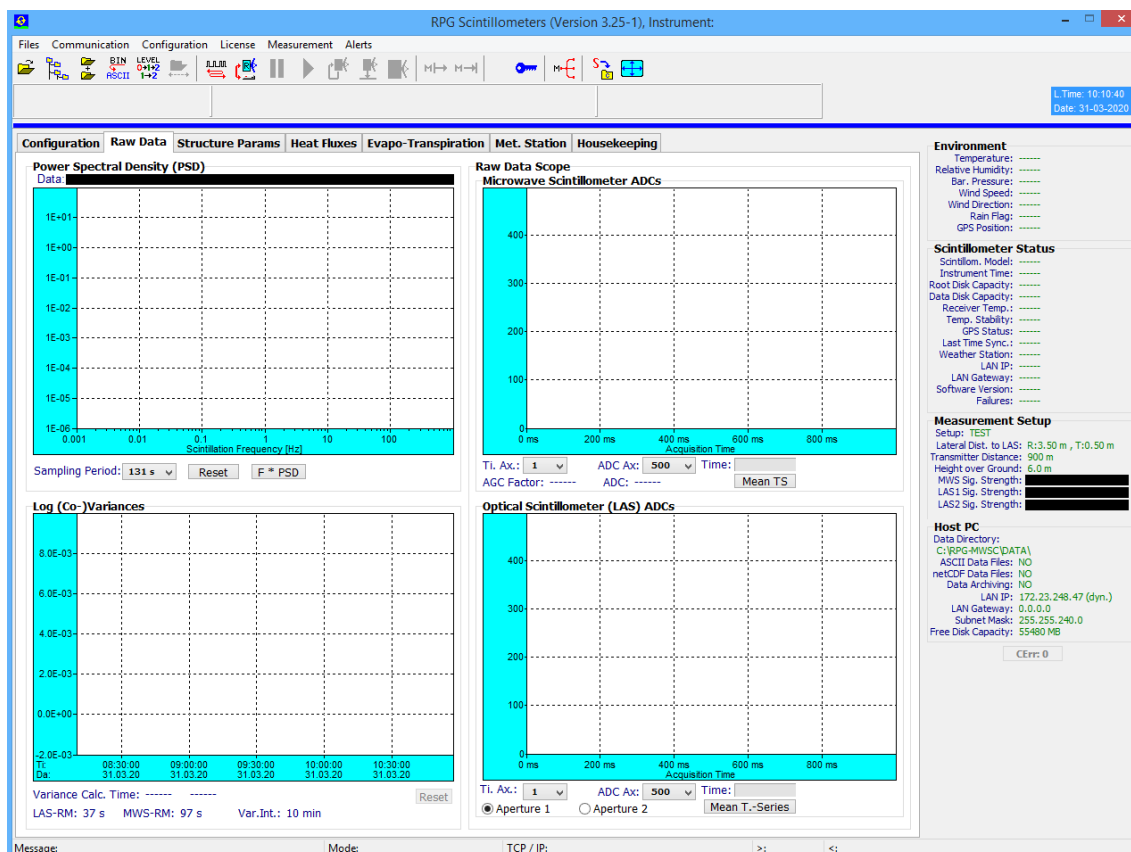 RPG Scintillometers (Version 3.25-1), Instrument:
Files Communication Configuration License Measurement Alerts
BIN ASCII LEVEL 0→1→2 1→2 M M M S
L.Time: 10:10:40
Date: 31-03-2020
Configuration Raw Data Structure Params Heat Fluxes Evapo-Transpiration Met. Station Housekeeping
Power Spectral Density (PSD)
Data:
1E+01
1E+00
1E-01
1E-02
1E-03
1E-04
1E-05
1E-06
0.001 0.01 0.1 1 10 100
Scintillation Frequency [Hz]
Sampling Period: 131 s Reset F * PSD
Log (Co-)Variances
8.0E-03
6.0E-03
4.0E-03
2.0E-03
0.0E+00
-2.0E-03
Ti: 08:30:00 09:00:00 09:30:00 10:00:00 10:30:00
Da: 31.03.20 31.03.20 31.03.20 31.03.20 31.03.20
Variance Calc. Time: ------ ------ Reset
LAS-RM: 37 s MWS-RM: 97 s Var.Int.: 10 min
Raw Data Scope
Microwave Scintillometer ADCs
400
300
200
100
0
0 ms 200 ms 400 ms 600 ms 800 ms
Acquisition Time
Ti. Ax.: 1 ADC Ax: 500 Time:
AGC Factor: ------ ADC: ------ Mean TS
Optical Scintillometer (LAS) ADCs
400
300
200
100
0
0 ms 200 ms 400 ms 600 ms 800 ms
Acquisition Time
Ti. Ax.: 1 ADC Ax: 500 Time:
Aperture 1 Aperture 2 Mean T.-Series
Environment
Temperature: ------
Relative Humidity: ------
Bar. Pressure: ------
Wind Speed: ------
Wind Direction: ------
Rain Flag: ------
GPS Position: ------
Scintillometer Status
Scintillom. Model: ------
Instrument Time: ------
Root Disk Capacity: ------
Data Disk Capacity: ------
Receiver Temp.: ------
Temp. Stability: ------
GPS Status: ------
Last Time Sync.: ------
Weather Station: ------
LAN IP: ------
LAN Gateway: ------
Software Version: ------
Failures: ------
Measurement Setup
Setup: TEST
Lateral Dist. to LAS: R:3.50 m , T:0.50 m
Transmitter Distance: 900 m
Height over Ground: 6.0 m
MWS Sig. Strength:
LAS1 Sig. Strength:
LAS2 Sig. Strength:
Host PC
Data Directory:
C:\RPG-MWSC\DATA\
ASCII Data Files: NO
netCDF Data Files: NO
Data Archiving: NO
LAN IP: 172.23.248.47 (dyn.)
LAN Gateway: 0.0.0.0
Subnet Mask: 255.255.240.0
Free Disk Capacity: 55480 MB
CErr: 0
Message: Mode: TCP / IP: >: <: